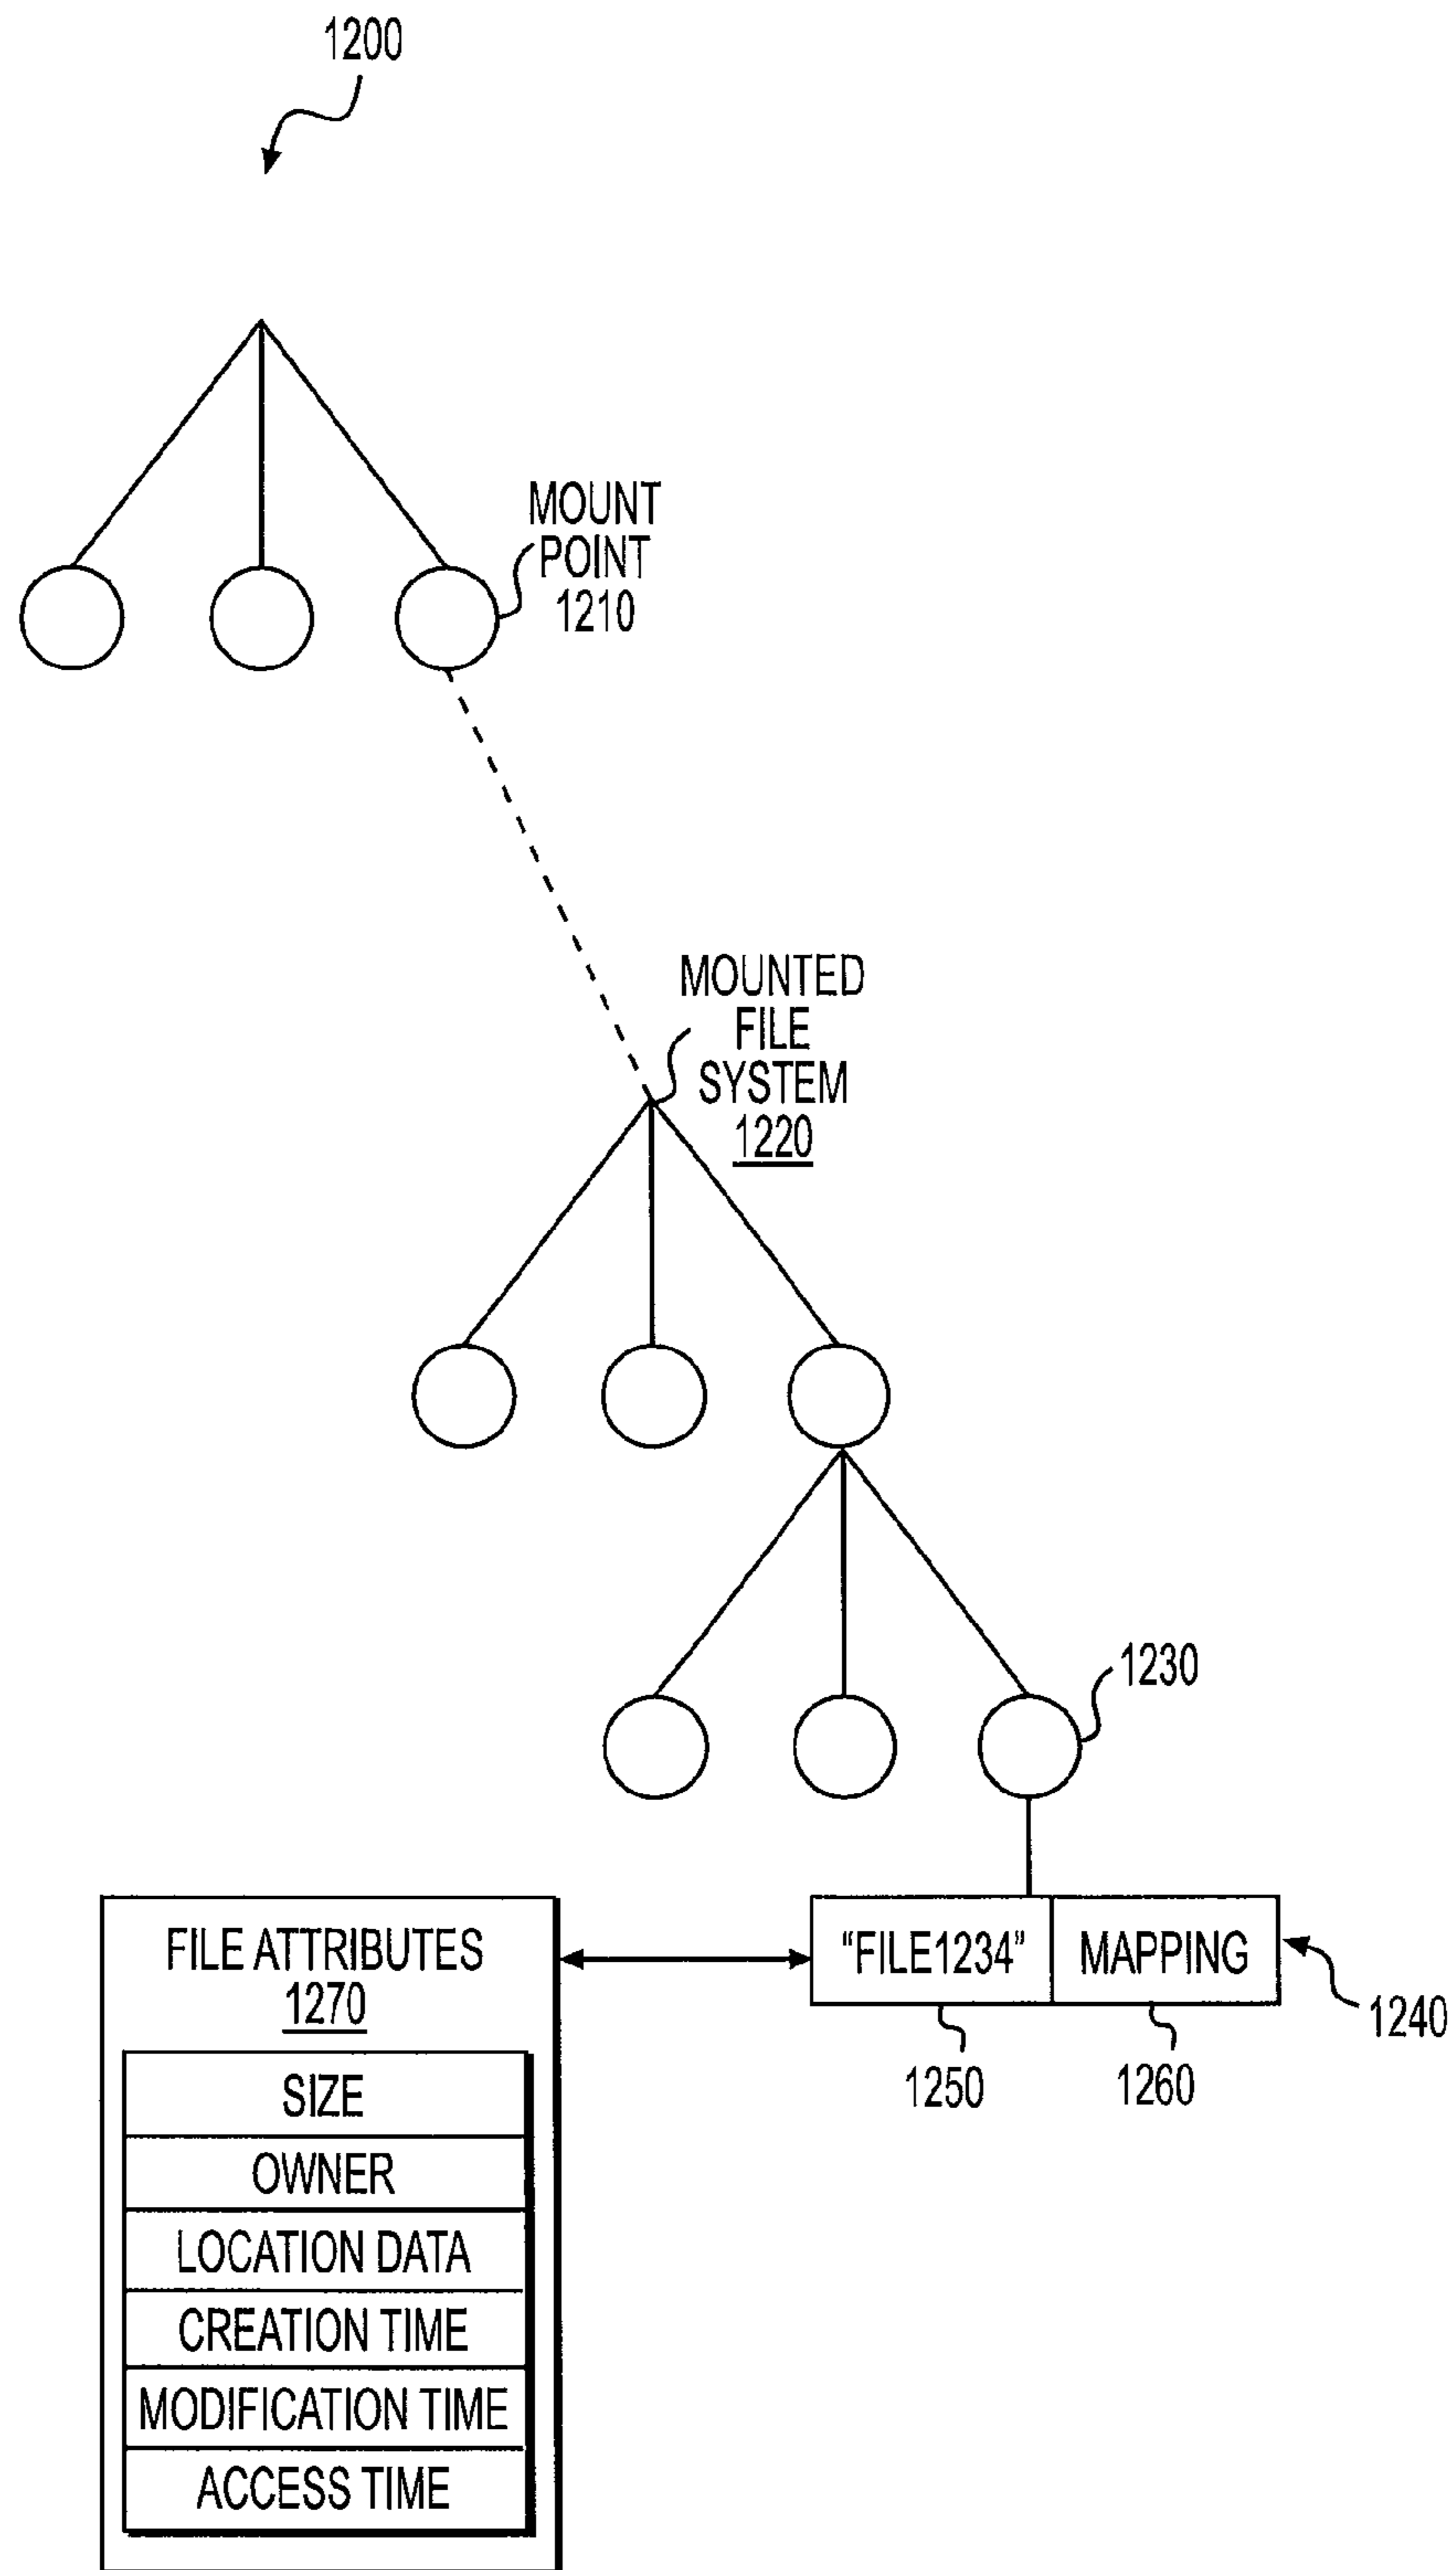 1200
MOUNT
POINT
1210
MOUNTED
FILE
SYSTEM
1220
1230
FILE ATTRIBUTES
1270
"FILE1234"
MAPPING
1240
1250
1260
SIZE
OWNER
LOCATION DATA
CREATION TIME
MODIFICATION TIME
ACCESS TIME